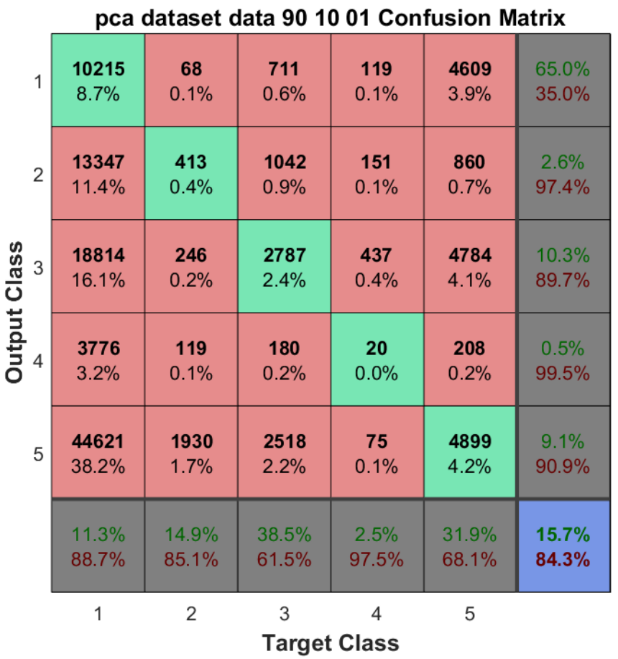 pca dataset data 90 10 01 Confusion Matrix
1
10215 68 711 119 4609 65.0%
8.7% 0.1% 0.6% 0.1% 3.9% 35.0%
2
13347 413 1042 151 860 2.6%
11.4% 0.4% 0.9% 0.1% 0.7% 97.4%
3
18814 246 2787 437 4784 10.3%
16.1% 0.2% 2.4% 0.4% 4.1% 89.7%
4
3776 119 180 20 208 0.5%
3.2% 0.1% 0.2% 0.0% 0.2% 99.5%
5
44621 1930 2518 75 4899 9.1%
38.2% 1.7% 2.2% 0.1% 4.2% 90.9%
11.3% 14.9% 38.5% 2.5% 31.9% 15.7%
88.7% 85.1% 61.5% 97.5% 68.1% 84.3%
1 2 3 4 5
Target Class
Output Class